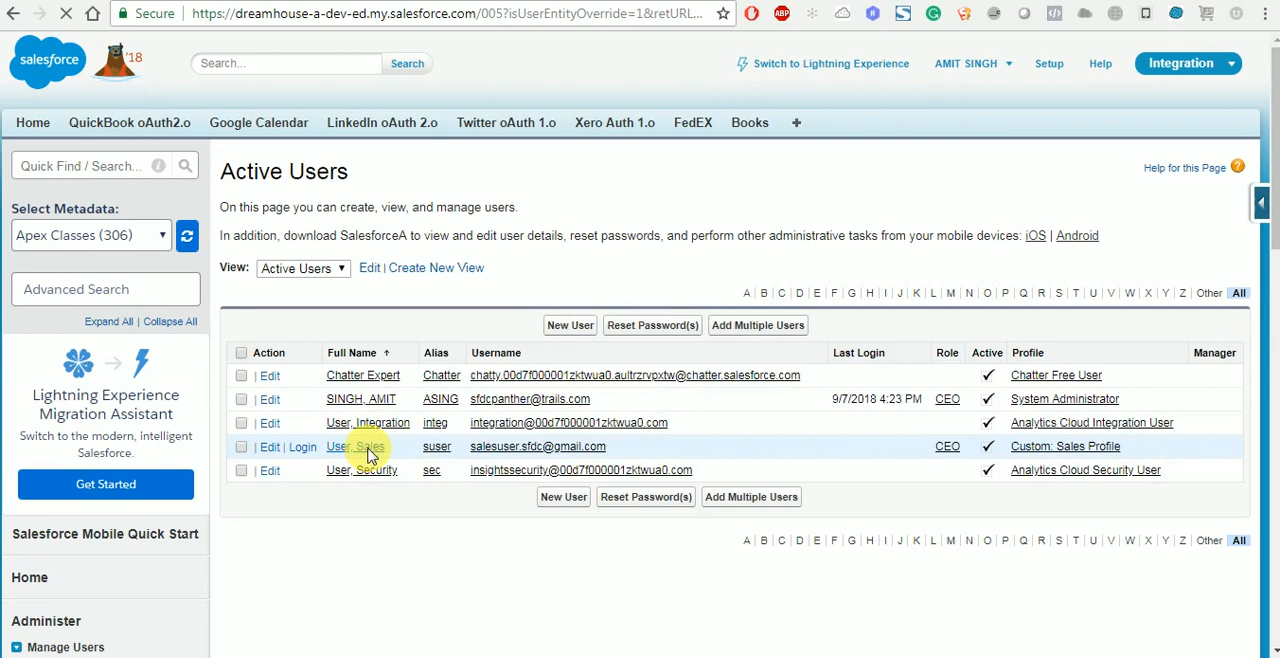 Secure https://dreamhouse-a-dev-ed.my.salesforce.com/005?isUserEntityOverride=1&retURL...
salesforce '18 Search... Search Switch to Lightning Experience AMIT SINGH Setup Help Integration
Home QuickBook oAuth2.o Google Calendar LinkedIn oAuth 2.o Twitter oAuth 1.o Xero Auth 1.o FedEX Books +
Quick Find / Search...
Select Metadata:
Apex Classes (306)
Advanced Search
Expand All | Collapse All
Lightning Experience
Migration Assistant
Switch to the modern, intelligent
Salesforce.
Get Started
Salesforce Mobile Quick Start
Home
Administer
Manage Users
Active Users
Help for this Page ?
On this page you can create, view, and manage users.
In addition, download SalesforceA to view and edit user details, reset passwords, and perform other administrative tasks from your mobile devices: iOS | Android
View: Active Users Edit | Create New View
A | B | C | D | E | F | G | H | I | J | K | L | M | N | O | P | Q | R | S | T | U | V | W | X | Y | Z | Other All
New User Reset Password(s) Add Multiple Users
Action Full Name Alias Username Last Login Role Active Profile Manager
| Edit Chatter Expert Chatter chatty.00d7f000001zktwua0.aultrzrvpxtw@chatter.salesforce.com Chatter Free User
| Edit SINGH, AMIT ASING sfdcpanther@trails.com 9/7/2018 4:23 PM CEO System Administrator
| Edit User, Integration integ integration@00d7f000001zktwua0.com Analytics Cloud Integration User
| Edit | Login User, Sales suser salesuser.sfdc@gmail.com CEO Custom: Sales Profile
| Edit User, Security sec insightssecurity@00d7f000001zktwua0.com Analytics Cloud Security User
New User Reset Password(s) Add Multiple Users
A | B | C | D | E | F | G | H | I | J | K | L | M | N | O | P | Q | R | S | T | U | V | W | X | Y | Z | Other All